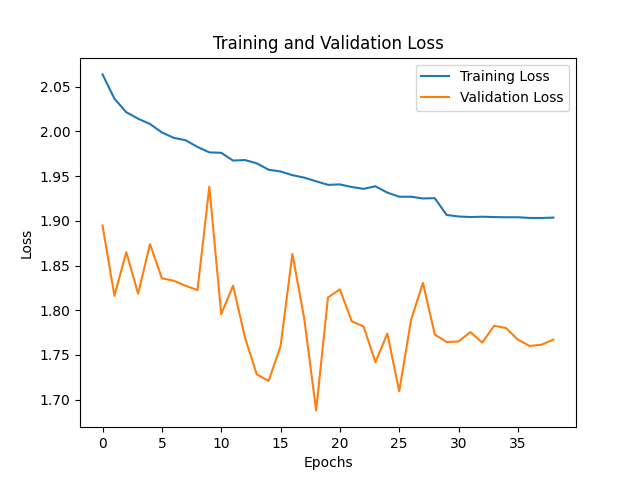 Training and Validation Loss
Training Loss
Validation Loss
Loss
2.05
2.00
1.95
1.90
1.85
1.80
1.75
1.70
0 5 10 15 20 25 30 35
Epochs